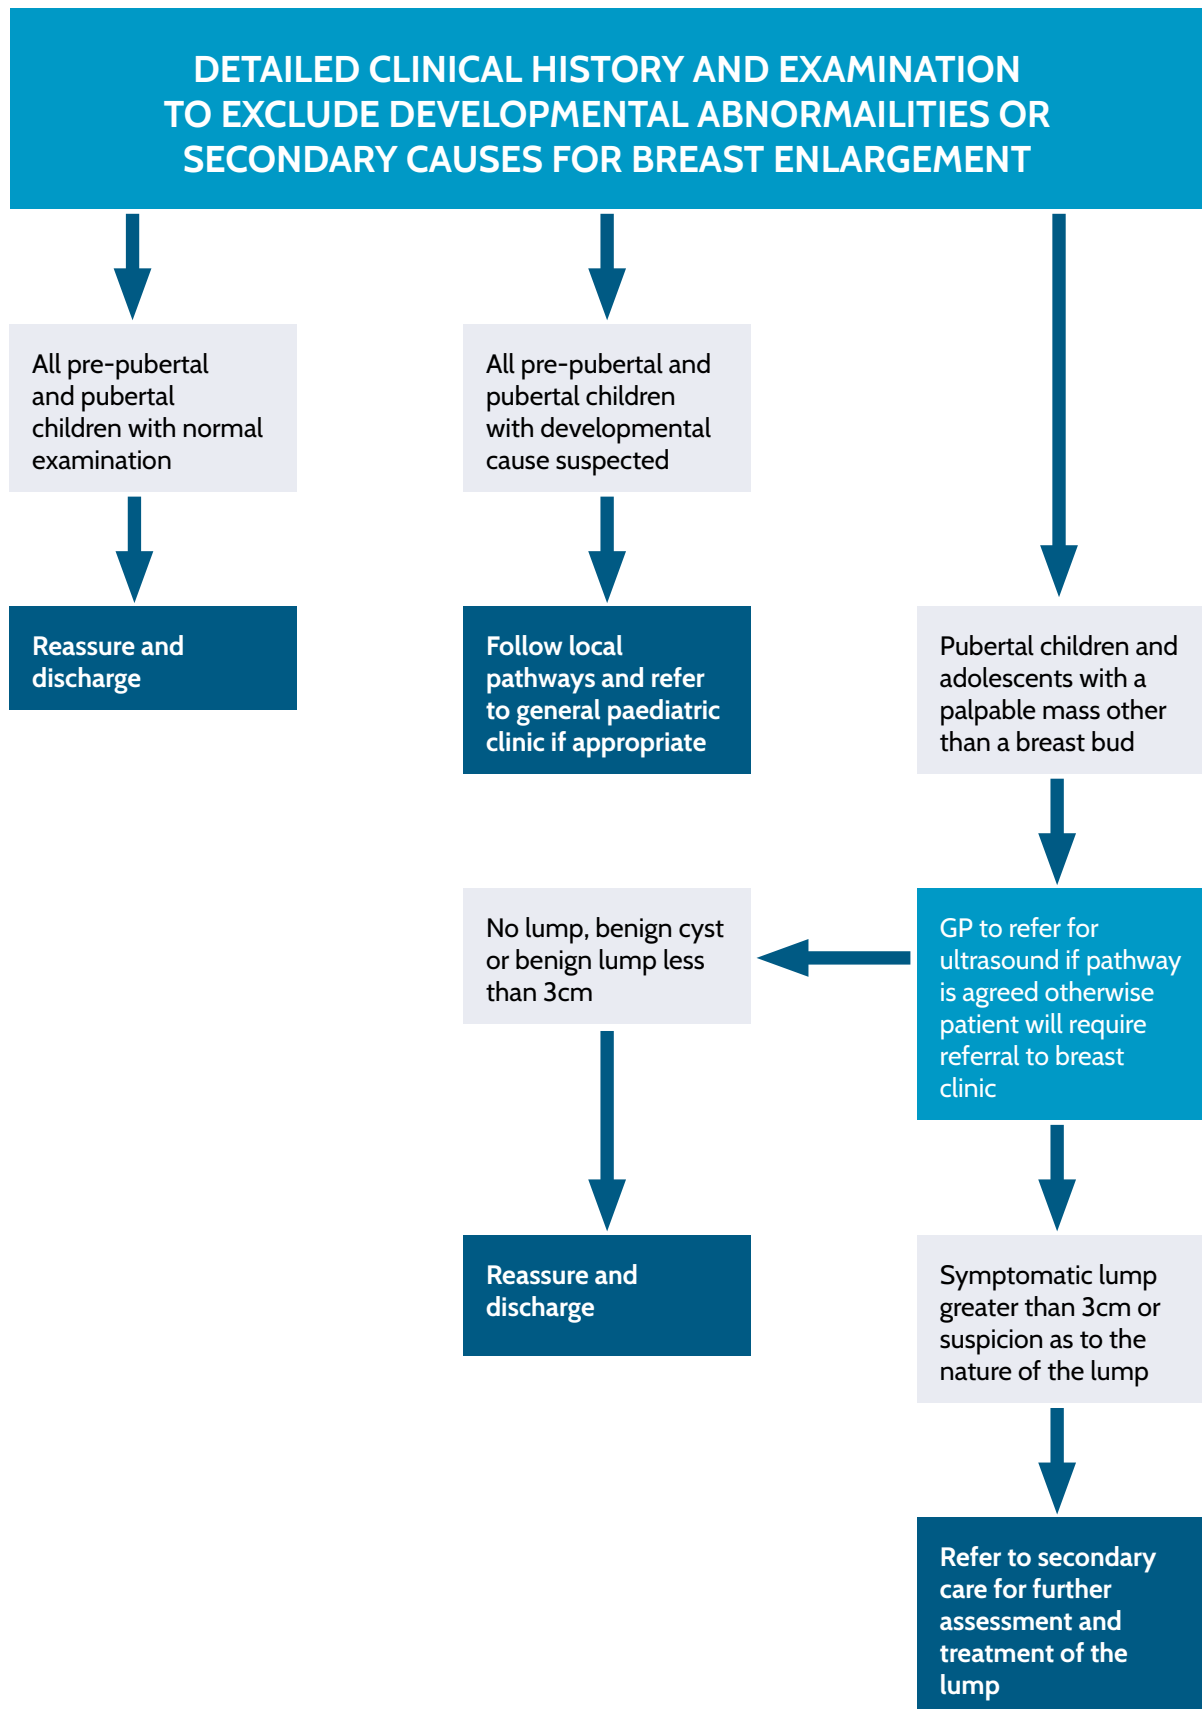 DETAILED CLINICAL HISTORY AND EXAMINATION
TO EXCLUDE DEVELOPMENTAL ABNORMAILITIES OR
SECONDARY CAUSES FOR BREAST ENLARGEMENT
All pre-pubertal
and pubertal
children with normal
examination
All pre-pubertal and
pubertal children
with developmental
cause suspected
Reassure and
discharge
Follow local
pathways and refer
to general paediatric
clinic if appropriate
Pubertal children and
adolescents with a
palpable mass other
than a breast bud
No lump, benign cyst
or benign lump less
than 3cm
GP to refer for
ultrasound if pathway
is agreed otherwise
patient will require
referral to breast
clinic
Reassure and
discharge
Symptomatic lump
greater than 3cm or
suspicion as to the
nature of the lump
Refer to secondary
care for further
assessment and
treatment of the
lump